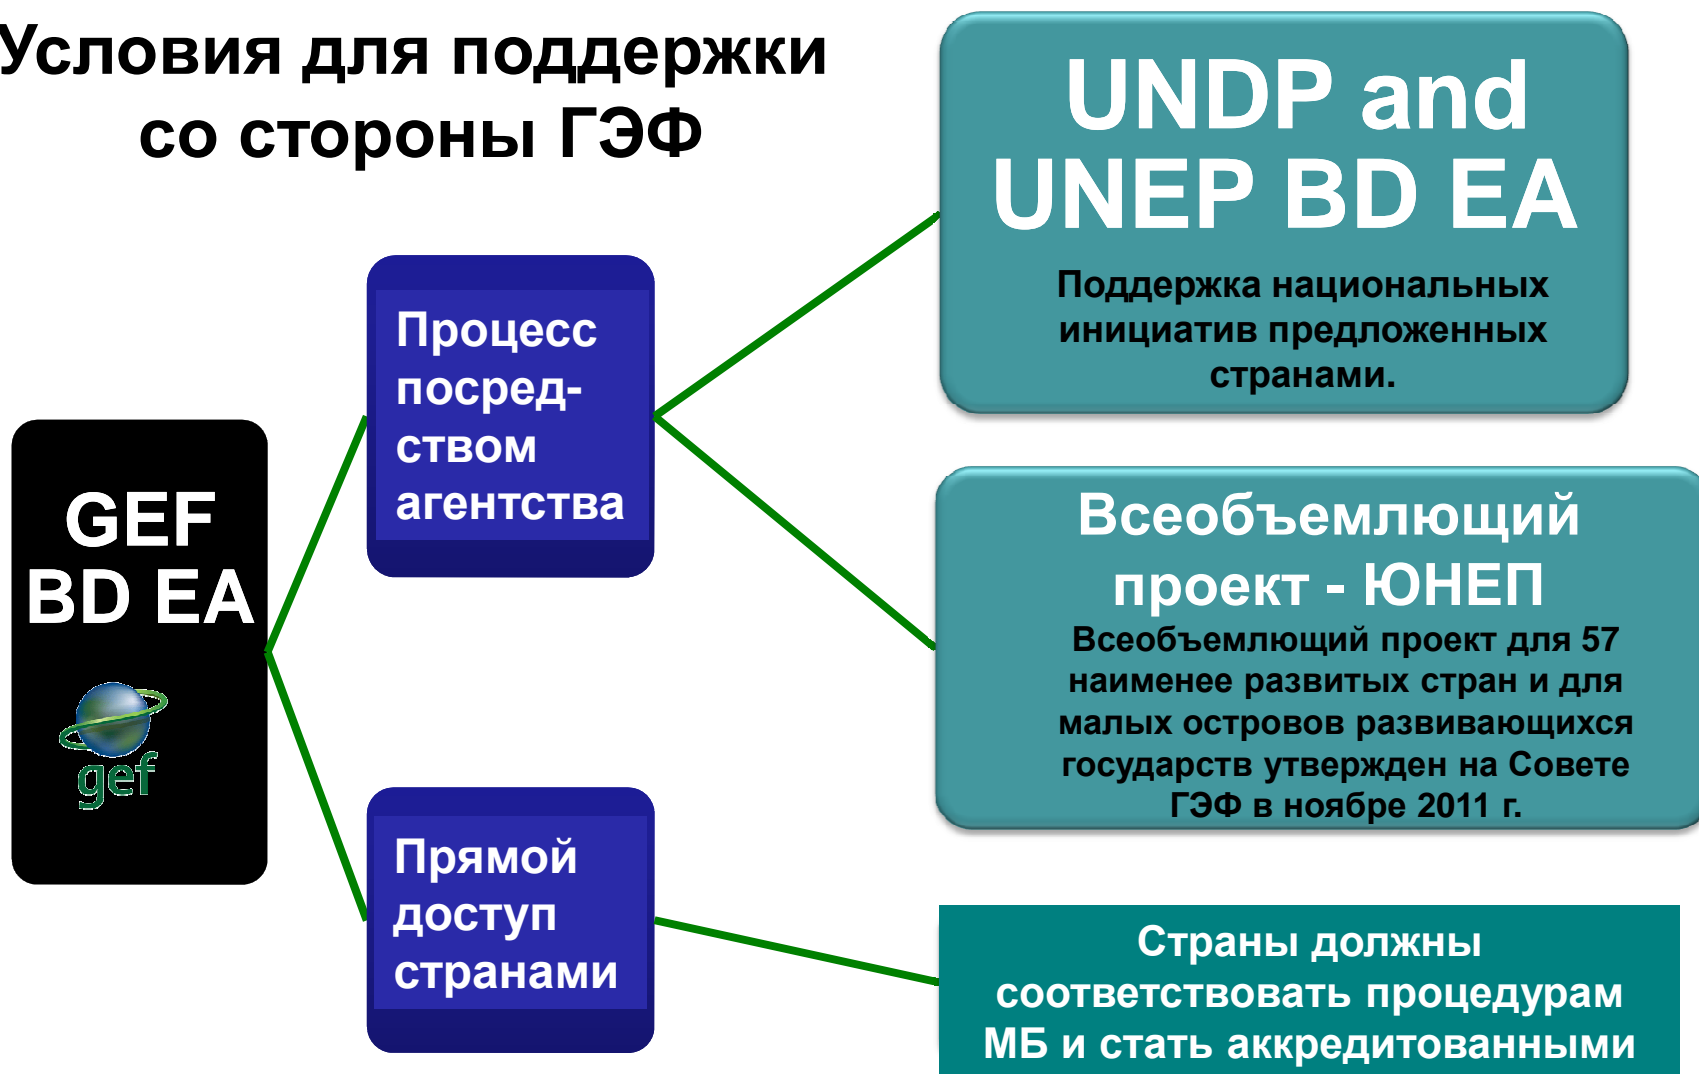 Условия для поддержки
со стороны ГЭФ
GEF
BD EA
gef
Процесс
посред-
ством
агентства
Прямой
доступ
странами
UNDP and
UNEP BD EA
Поддержка национальных
инициатив предложенных
странами.
Всеобъемлющий
проект - ЮНЕП
Всеобъемлющий проект для 57
наименее развитых стран и для
малых островов развивающихся
государств утвержден на Совете
ГЭФ в ноябре 2011 г.
Страны должны
соответствовать процедурам
МБ и стать аккредитованными